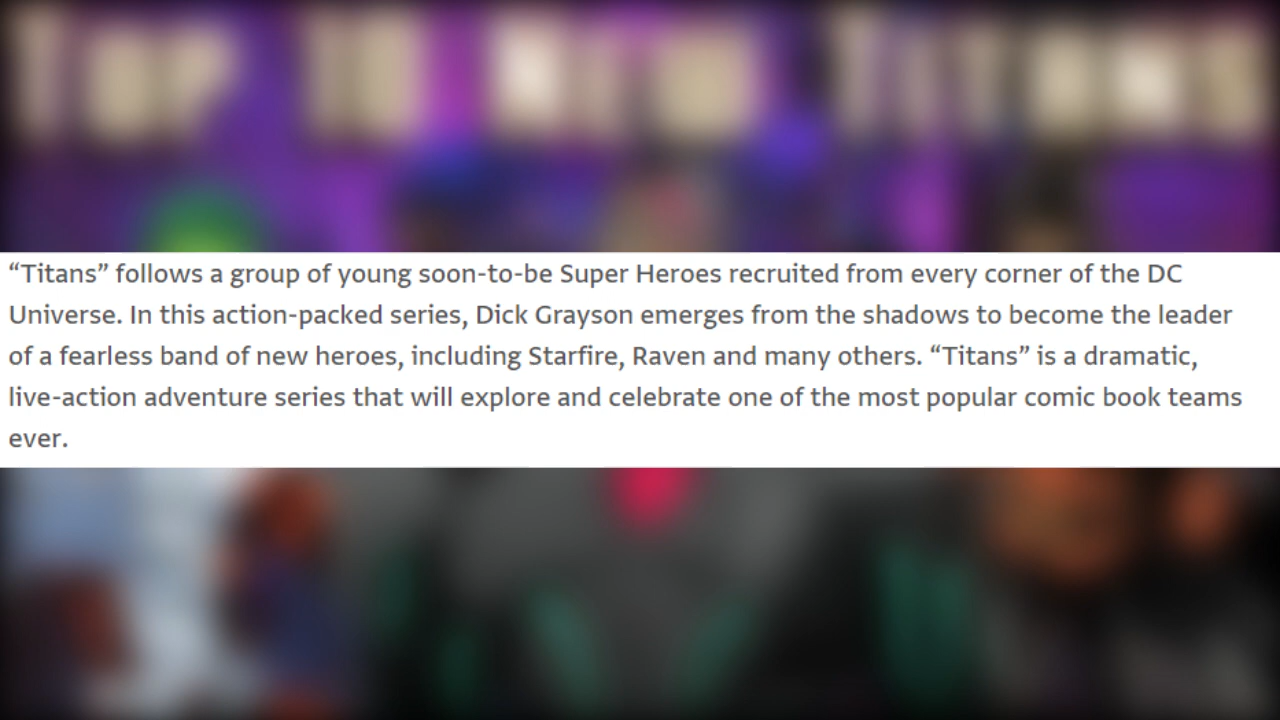 “Titans” follows a group of young soon-to-be Super Heroes recruited from every corner of the DC
Universe. In this action-packed series, Dick Grayson emerges from the shadows to become the leader
of a fearless band of new heroes, including Starfire, Raven and many others. “Titans” is a dramatic,
live-action adventure series that will explore and celebrate one of the most popular comic book teams
ever.